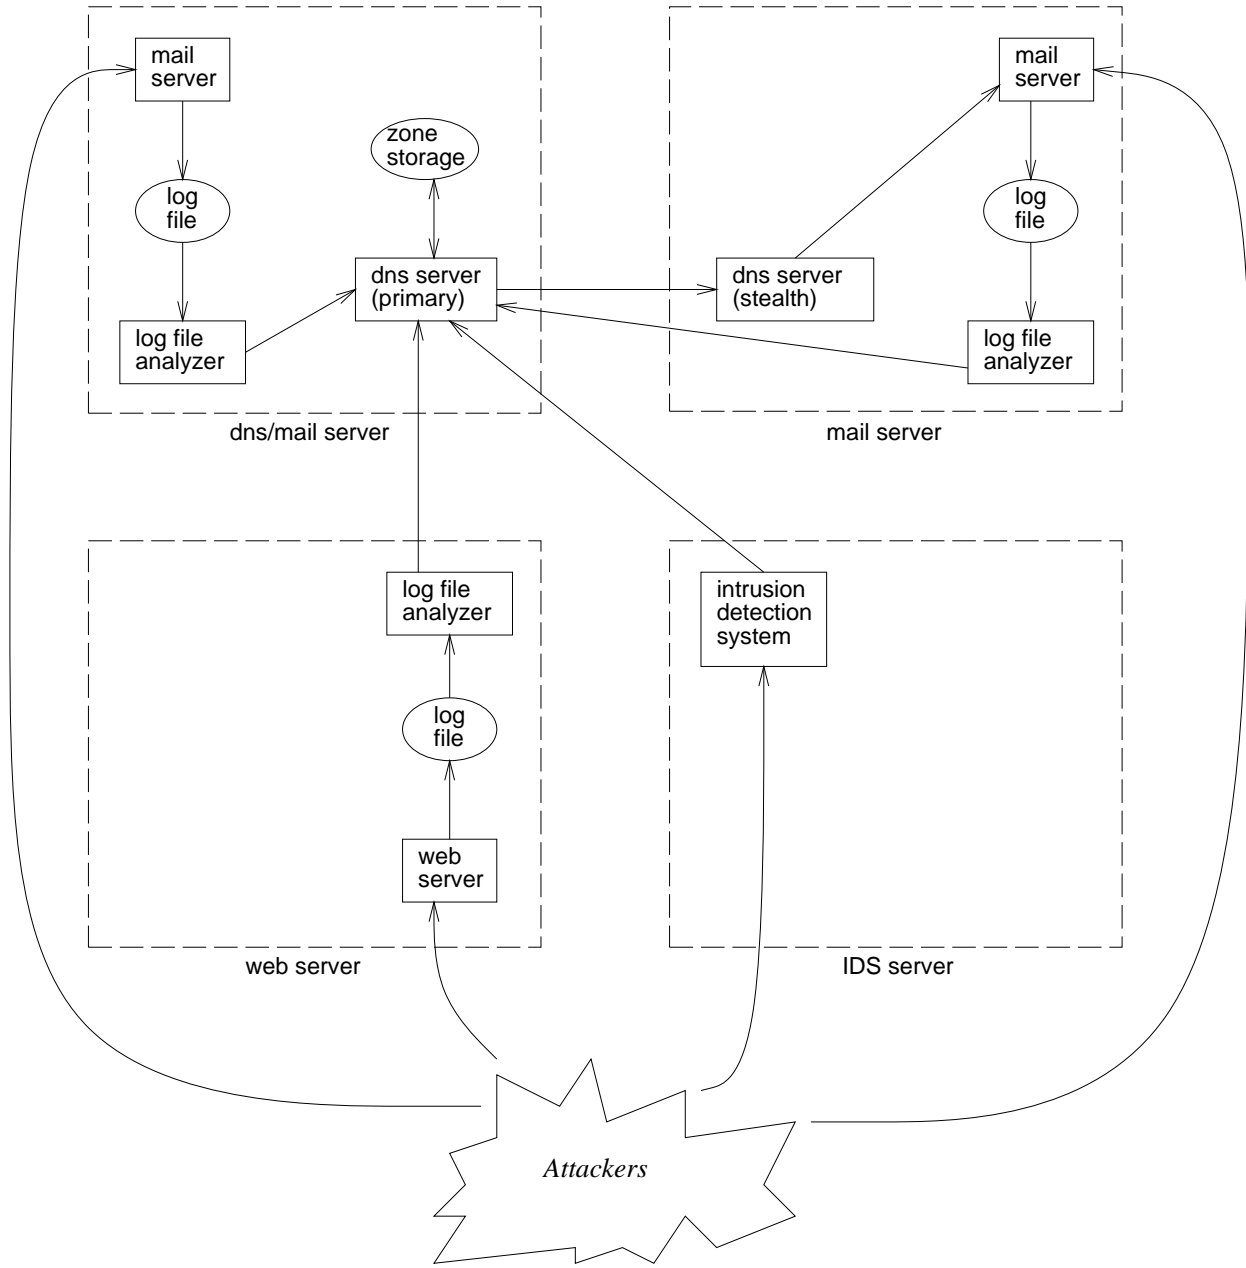 mail
server
log
file
log file
analyzer
zone
storage
dns server
(primary)
dns/mail server
mail
server
log
file
dns server
(stealth)
log file
analyzer
mail server
log file
analyzer
log
file
web
server
web server
intrusion
detection
system
IDS server
Attackers